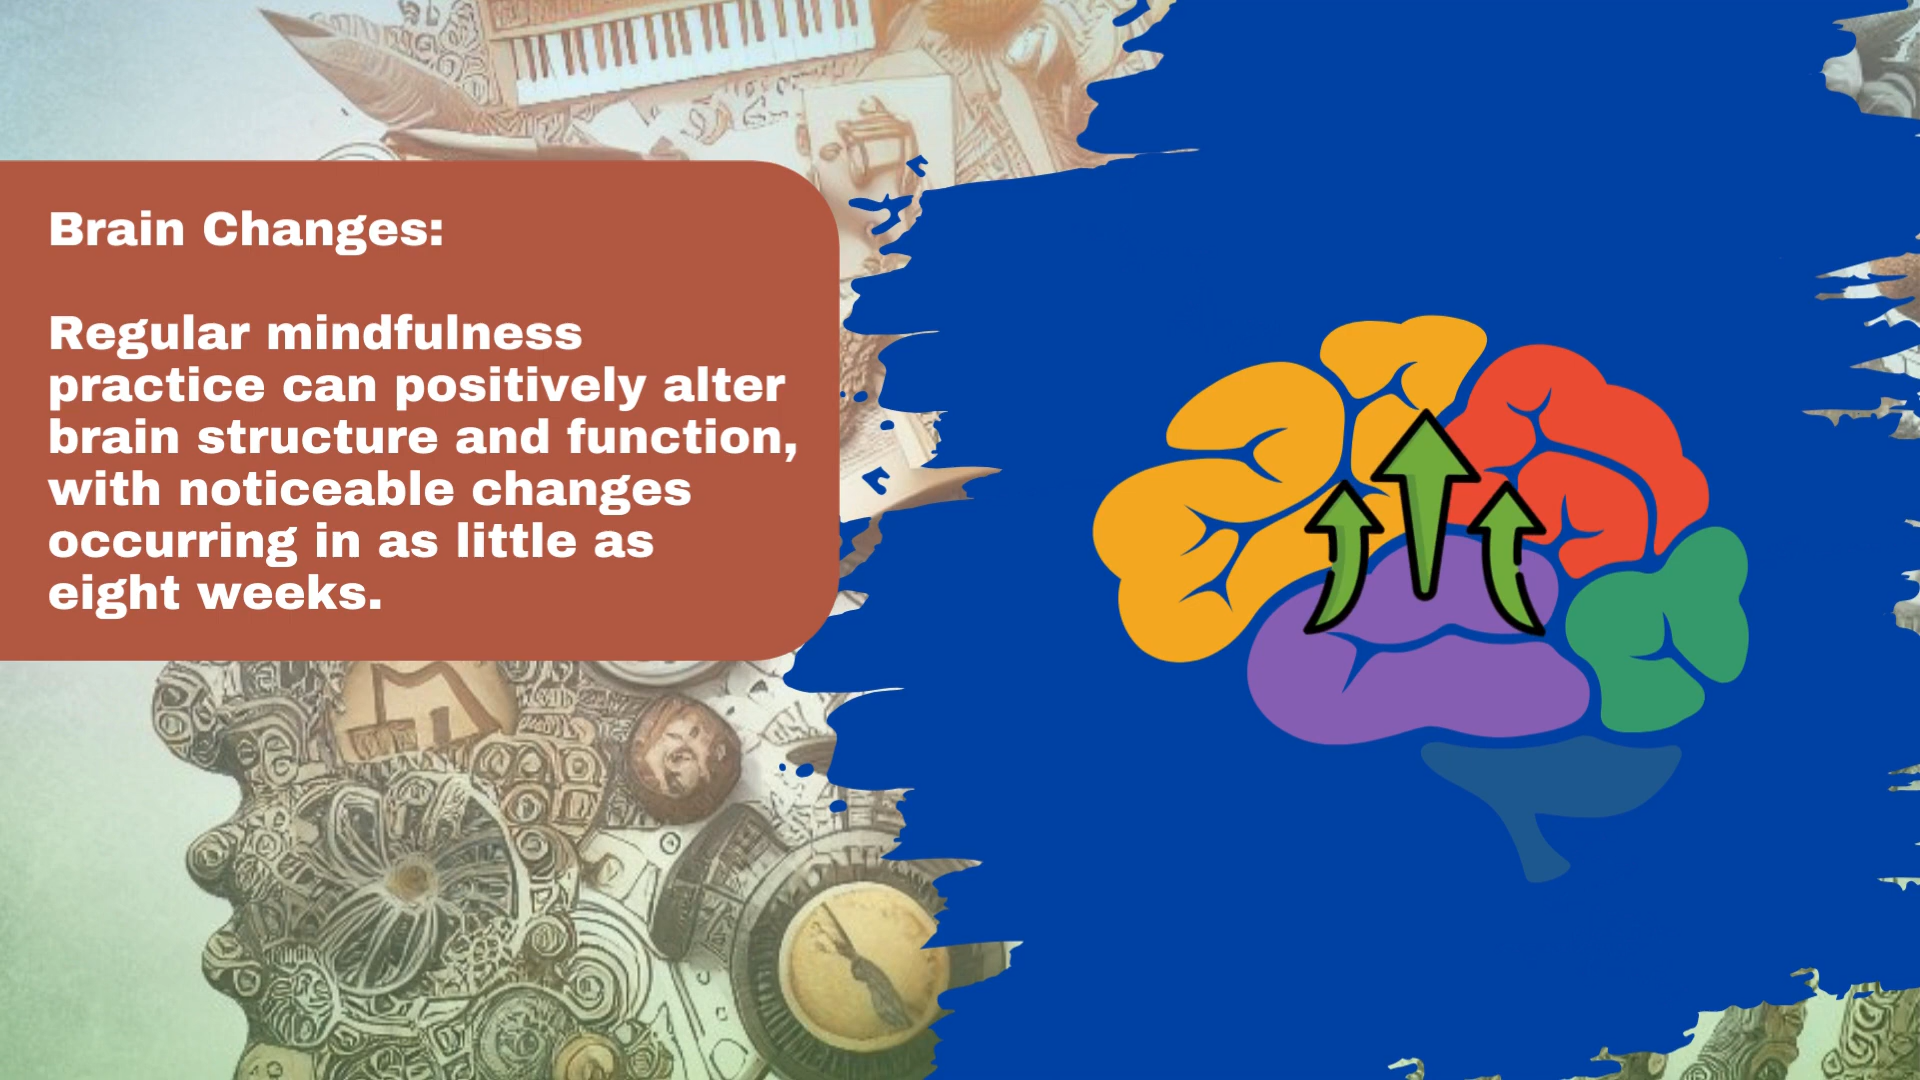 Brain Changes:
Regular mindfulness
practice can positively alter
brain structure and function,
with noticeable changes
occurring in as little as
eight weeks.